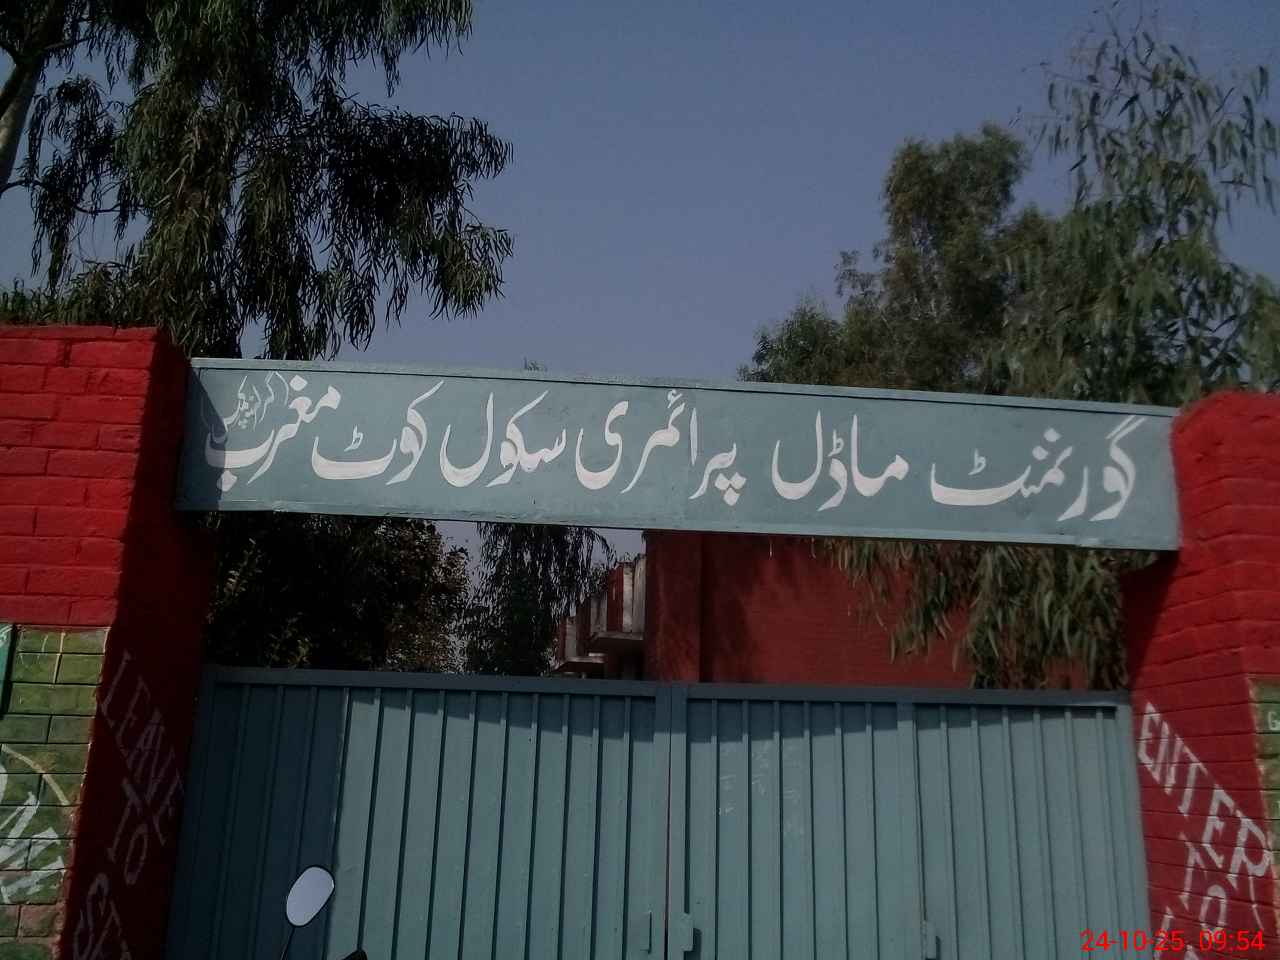 گورنمنٹ ماڈل پرائمری سکول کوٹ مغرب
LEAVE
TO
ENTER
TO
24-10-25 09:54